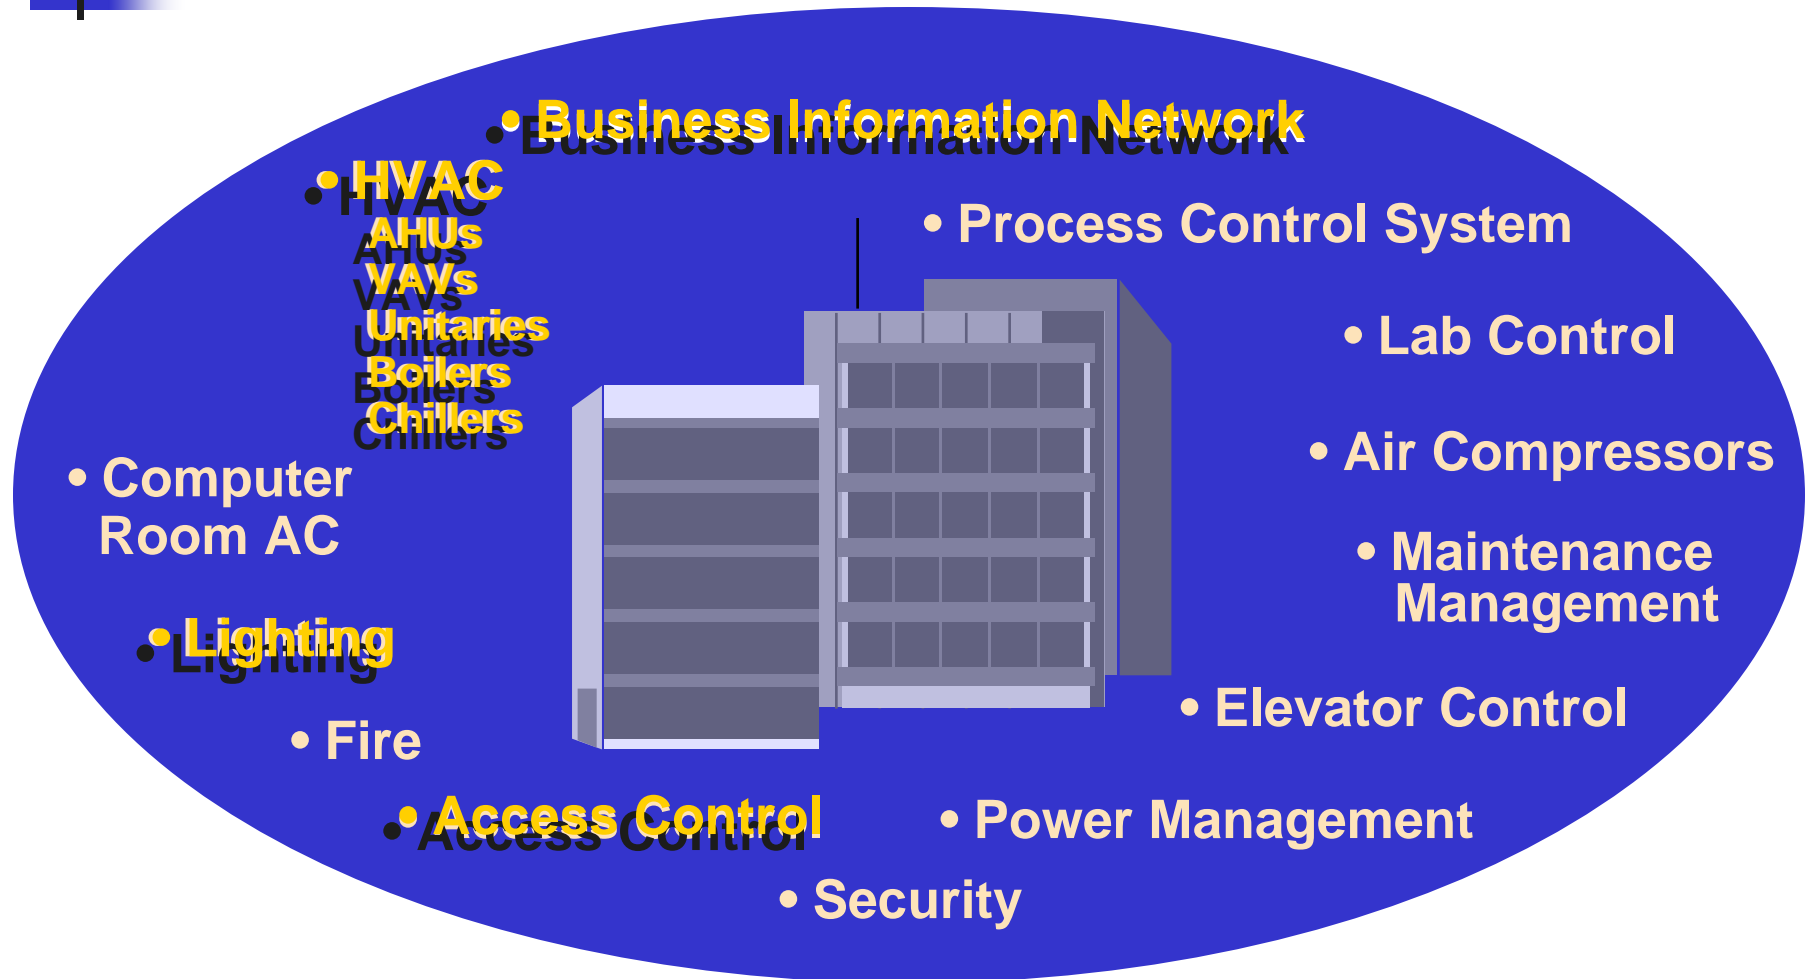 • Business Information Network
• HVAC
AHUs
VAVs
Unitaries
Boilers
Chillers
• Process Control System
• Lab Control
• Air Compressors
• Computer
Room AC
• Maintenance
Management
• Lighting
• Elevator Control
• Fire
• Access Control
• Power Management
• Security